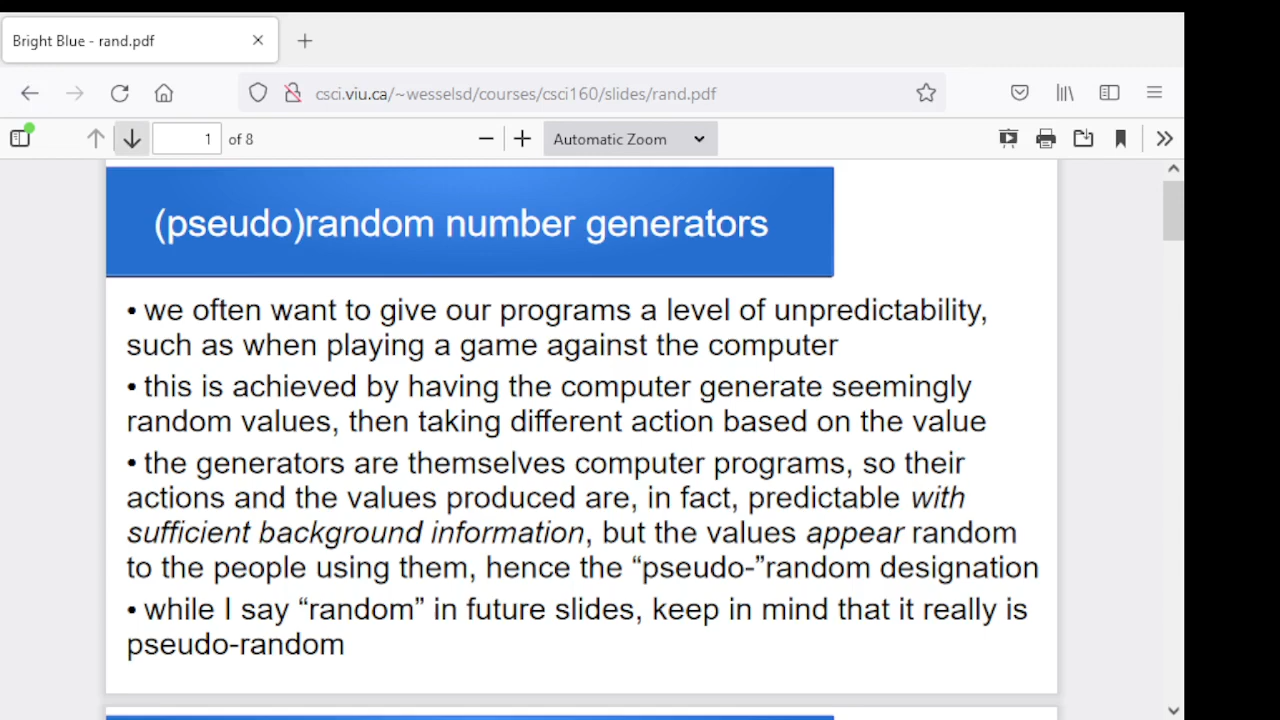 Bright Blue - rand.pdf
csci.viu.ca/~wesselsd/courses/csci160/slides/rand.pdf
1 of 8
Automatic Zoom
(pseudo)random number generators
• we often want to give our programs a level of unpredictability,
such as when playing a game against the computer
• this is achieved by having the computer generate seemingly
random values, then taking different action based on the value
• the generators are themselves computer programs, so their
actions and the values produced are, in fact, predictable with
sufficient background information, but the values appear random
to the people using them, hence the “pseudo-”random designation
• while I say “random” in future slides, keep in mind that it really is
pseudo-random